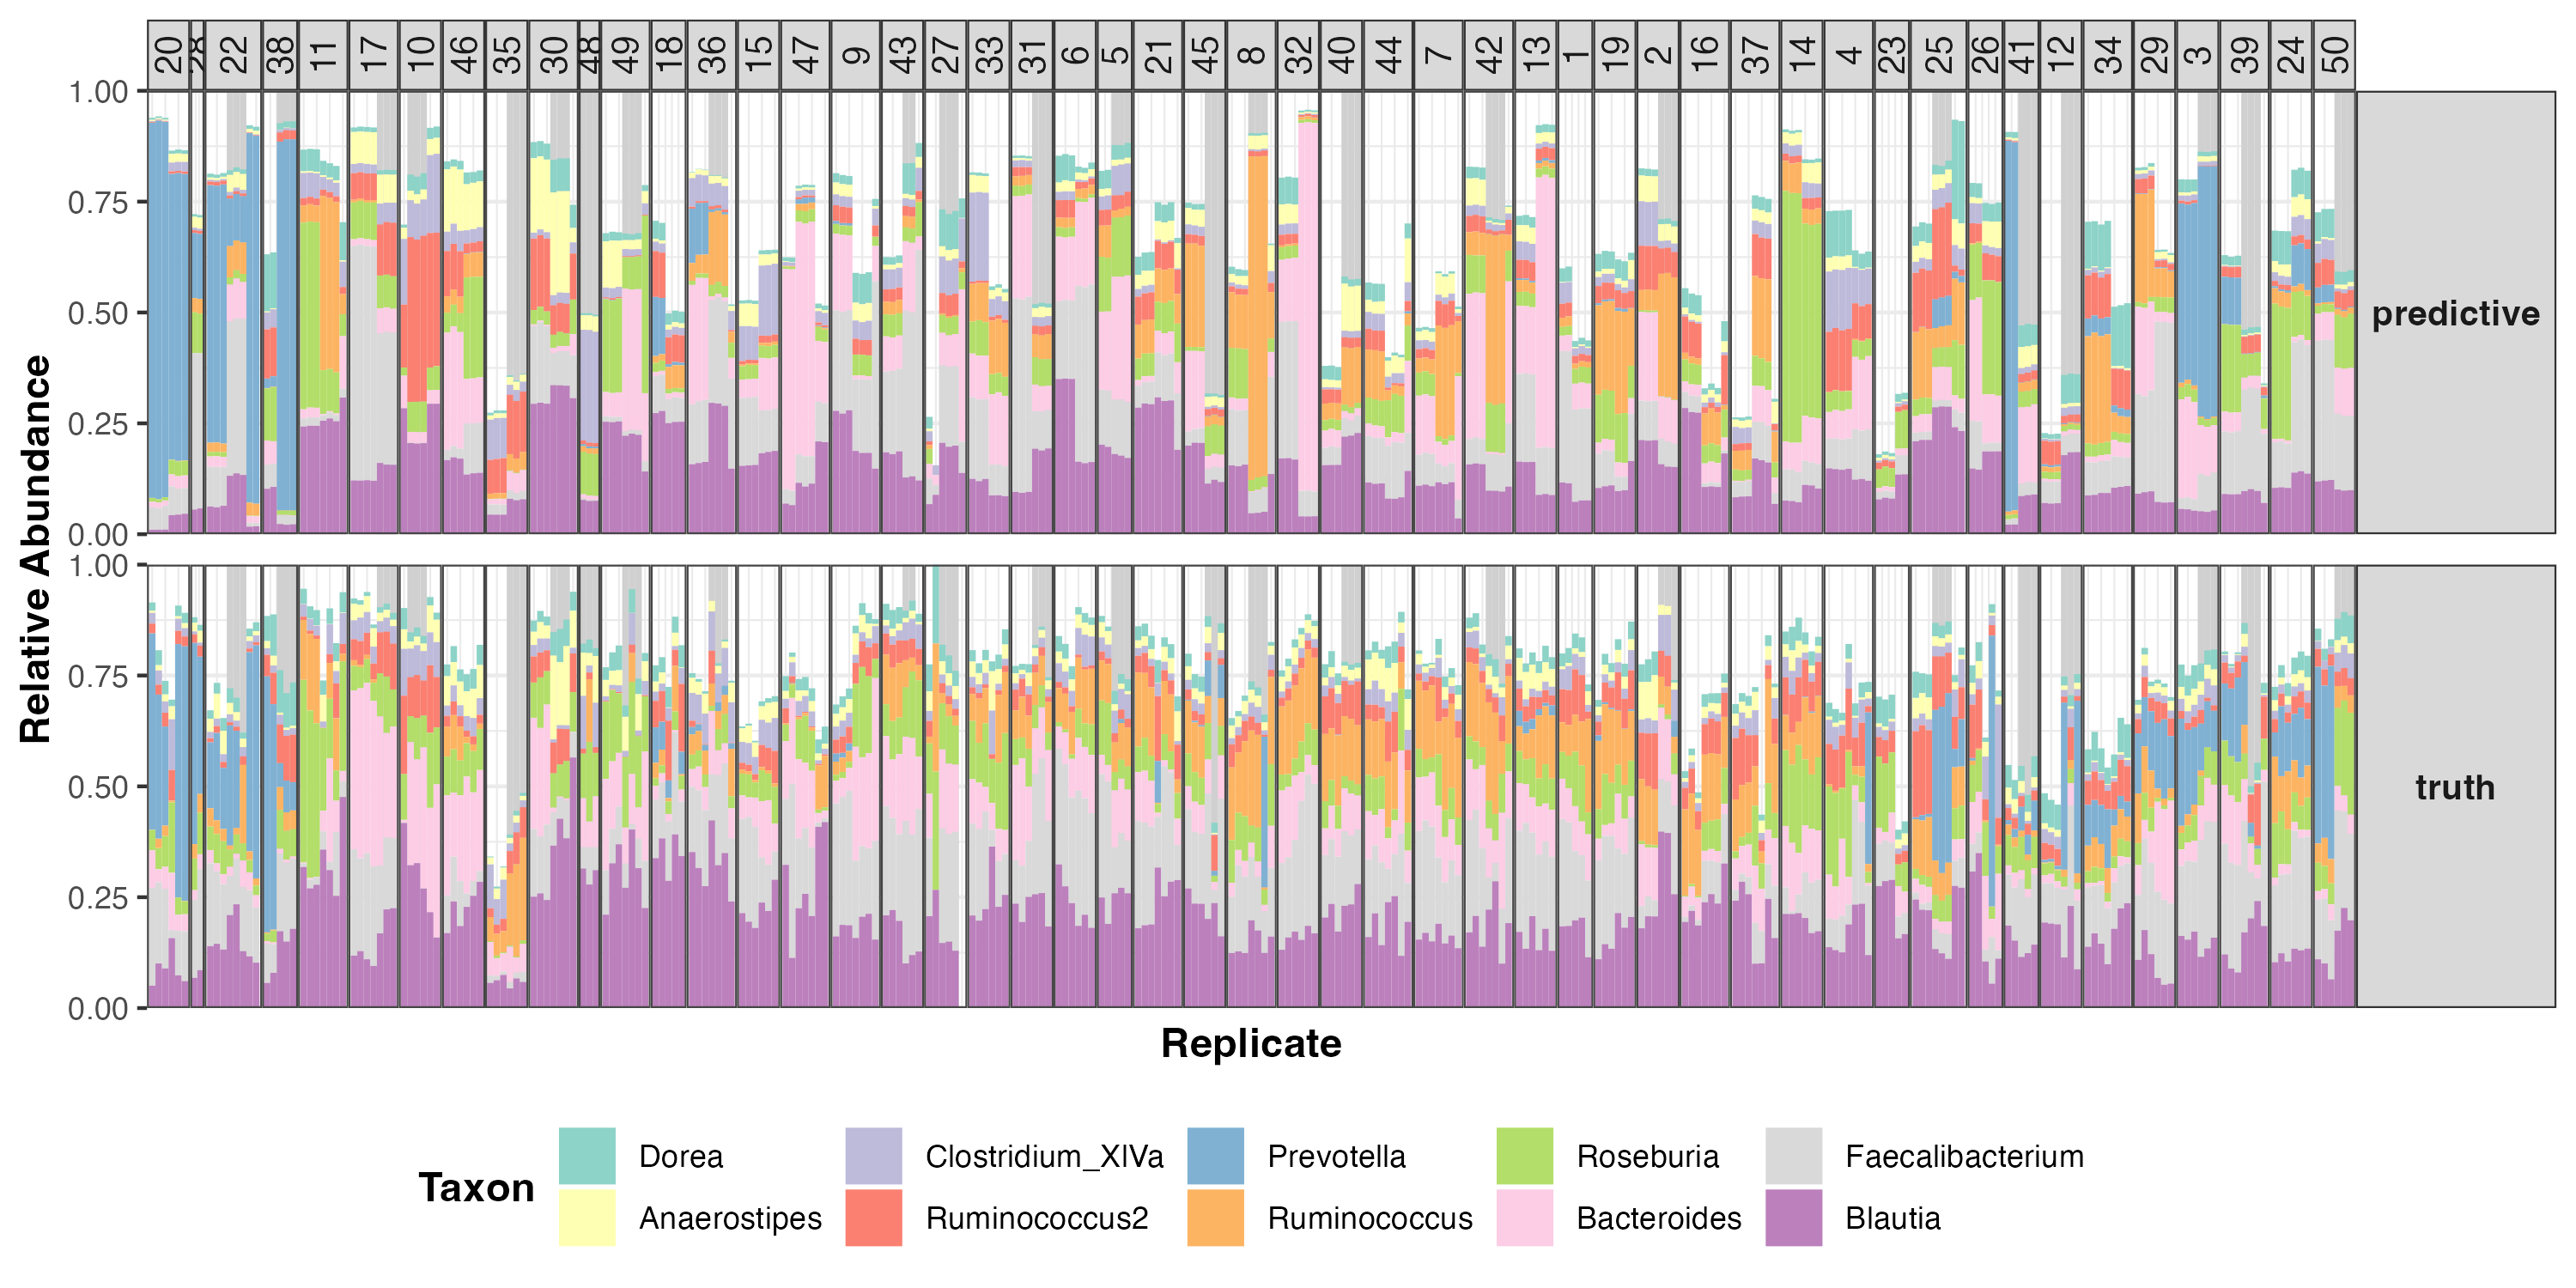 20 28 22 38 11 17 10 46 35 30 48 49 18 36 15 47 9 43 27 33 31 6 5 21 45 8 32 40 44 7 42 13 1 19 2 16 37 14 4 23 25 26 41 12 34 29 3 39 24 50
1.00
0.75
0.50
0.25
0.00
predictive
Relative Abundance
1.00
0.75
0.50
0.25
0.00
truth
Replicate
Taxon
Dorea Clostridium_XIVa Prevotella Roseburia Faecalibacterium
Anaerostipes Ruminococcus2 Ruminococcus Bacteroides Blautia